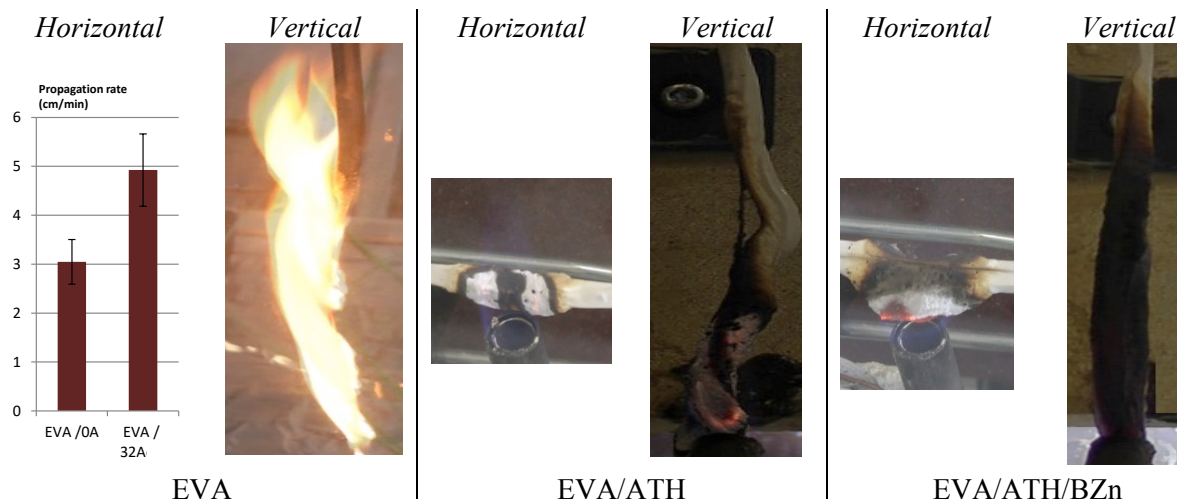 Horizontal Vertical Horizontal Vertical Horizontal Vertical
Propagation rate
(cm/min)
6
5
4
3
2
1
0
EVA /0A EVA /
32A
EVA EVA/ATH EVA/ATH/BZn